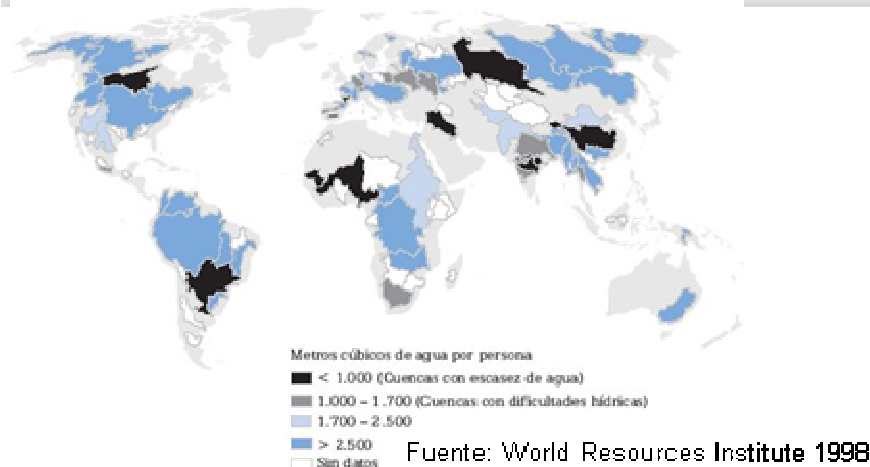 Metros cúbicos de agua por persona
< 1.000 (Cuencas con escasez de agua)
1.000 – 1.700 (Cuencas con dificultades hídricas)
1.700 – 2.500
> 2.500
Sin datos
Fuente: World Resources Institute 1998